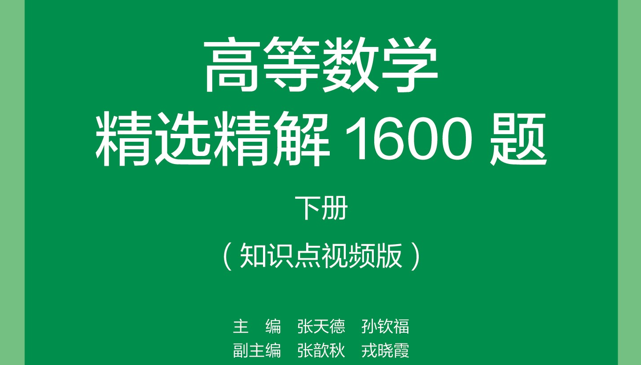 高等数学
精选精解 1600 题
下册
（知识点视频版）
主　编　张天德　孙钦福
副主编　张歆秋　戎晓霞